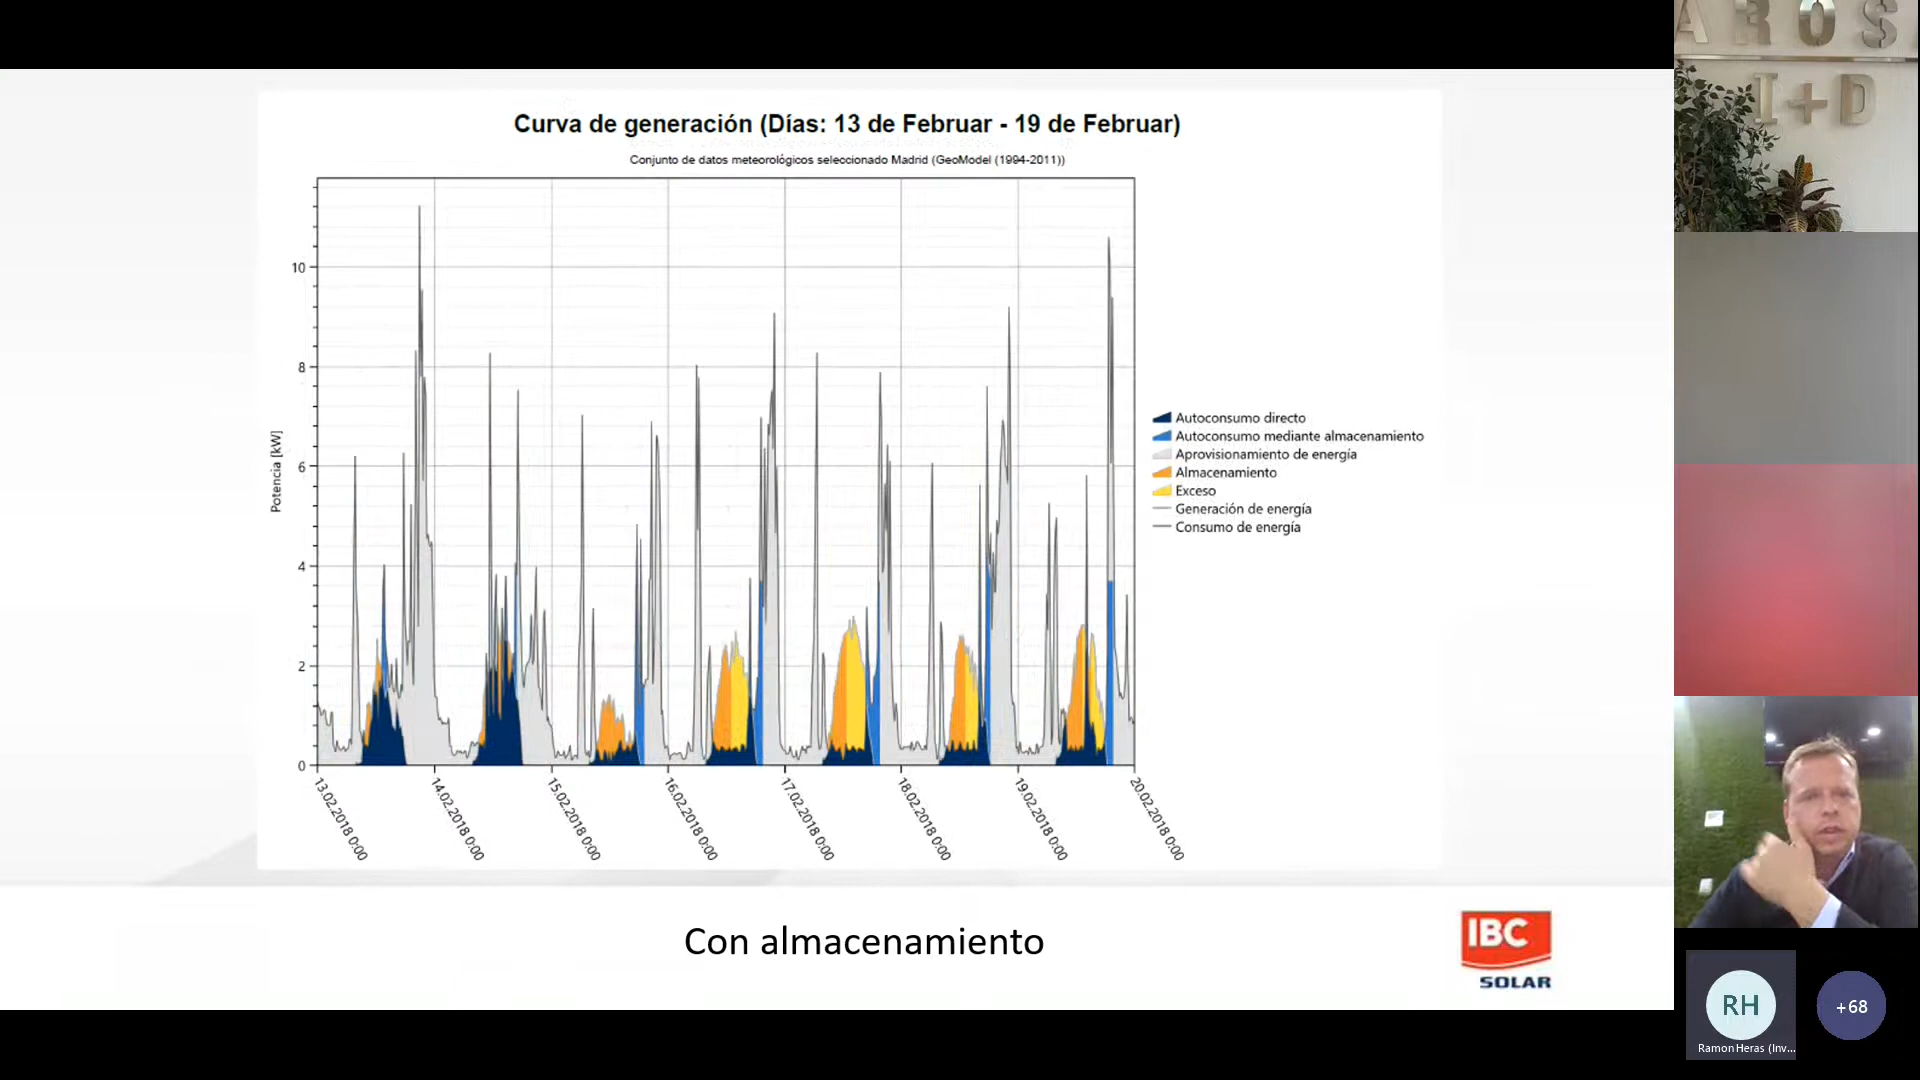 Curva de generación (Días: 13 de Februar - 19 de Februar)
Conjunto de datos meteorológicos seleccionado Madrid (GeoModel (1994-2011))
Potencia [kW]
10
8
6
4
2
0
13.02.2018 0:00
14.02.2018 0:00
15.02.2018 0:00
16.02.2018 0:00
17.02.2018 0:00
18.02.2018 0:00
19.02.2018 0:00
20.02.2018 0:00
Autoconsumo directo
Autoconsumo mediante almacenamiento
Aprovisionamiento de energía
Almacenamiento
Exceso
Generación de energía
Consumo de energía
Con almacenamiento
IBC
SOLAR
AROS
I+D
RH
Ramon Heras (Inv...
+68